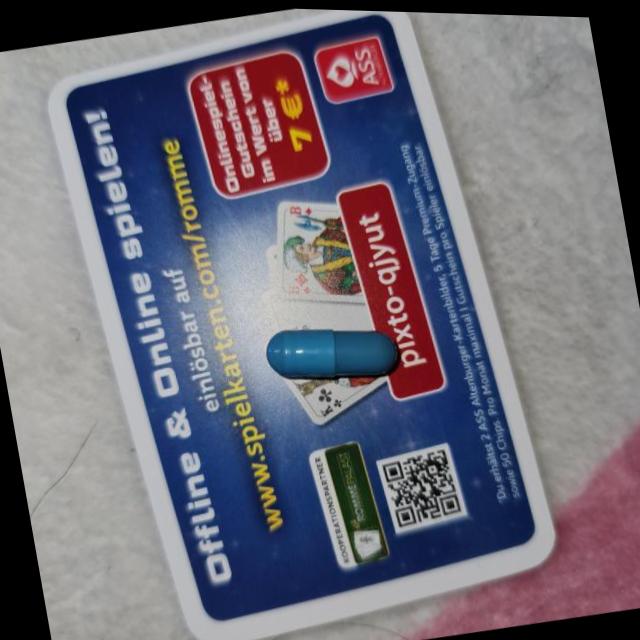 Offline & Online spielen!
einlösbar auf
www.spielkarten.com/romme
Onlinespiel-
Gutschein
im Wert von
über
7 €*
ASS
B
K
pixto-qjyut
KOOPERATIONSPARTNER
*Du erhältst 2 ASS Altenburger Kartenbilder, 5 Tage Premium-Zugang
sowie 50 Chips. Pro Monat maximal 1 Gutschein pro Spieler einlösbar.